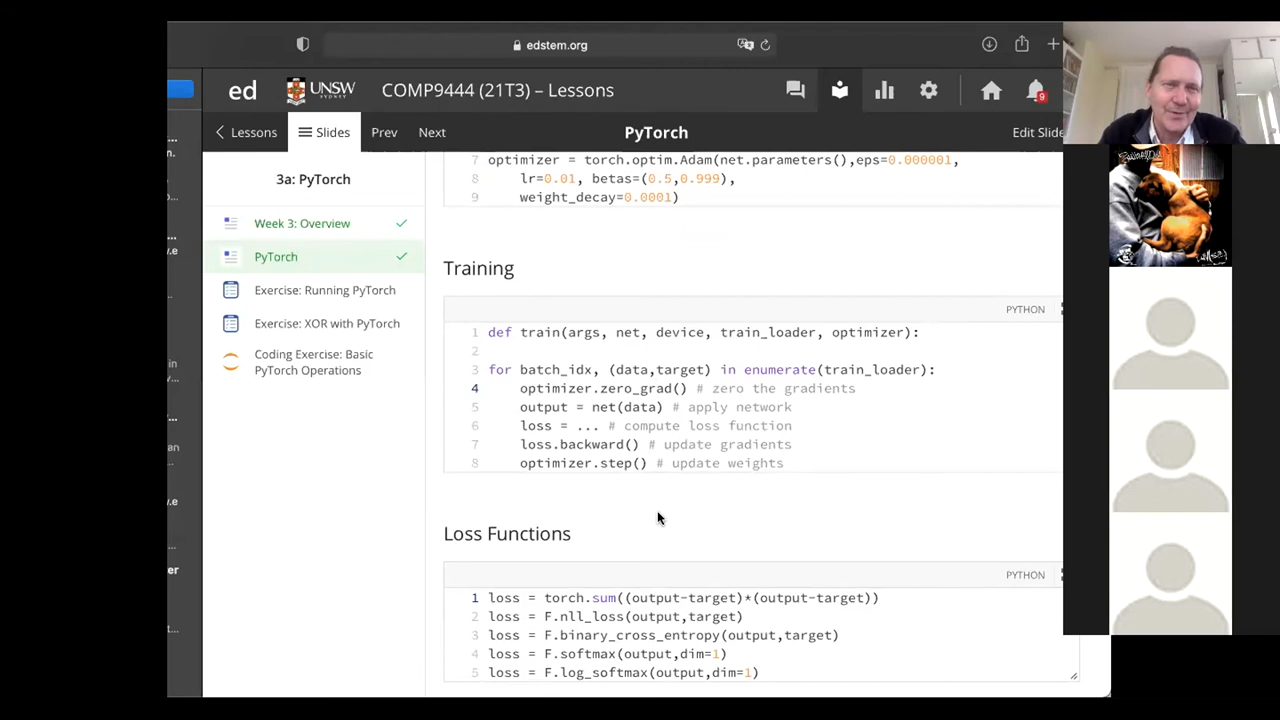 edstem.org
ed UNSW SYDNEY COMP9444 (21T3) – Lessons 9
Lessons Slides Prev Next PyTorch Edit Slide
3a: PyTorch
Week 3: Overview
PyTorch
Exercise: Running PyTorch
Exercise: XOR with PyTorch
Coding Exercise: Basic
PyTorch Operations
7 optimizer = torch.optim.Adam(net.parameters(),eps=0.000001,
8 lr=0.01, betas=(0.5,0.999),
9 weight_decay=0.0001)
Training
PYTHON
1 def train(args, net, device, train_loader, optimizer):
2
3 for batch_idx, (data,target) in enumerate(train_loader):
4 optimizer.zero_grad() # zero the gradients
5 output = net(data) # apply network
6 loss = ... # compute loss function
7 loss.backward() # update gradients
8 optimizer.step() # update weights
Loss Functions
PYTHON
1 loss = torch.sum((output-target)*(output-target))
2 loss = F.nll_loss(output,target)
3 loss = F.binary_cross_entropy(output,target)
4 loss = F.softmax(output,dim=1)
5 loss = F.log_softmax(output,dim=1)